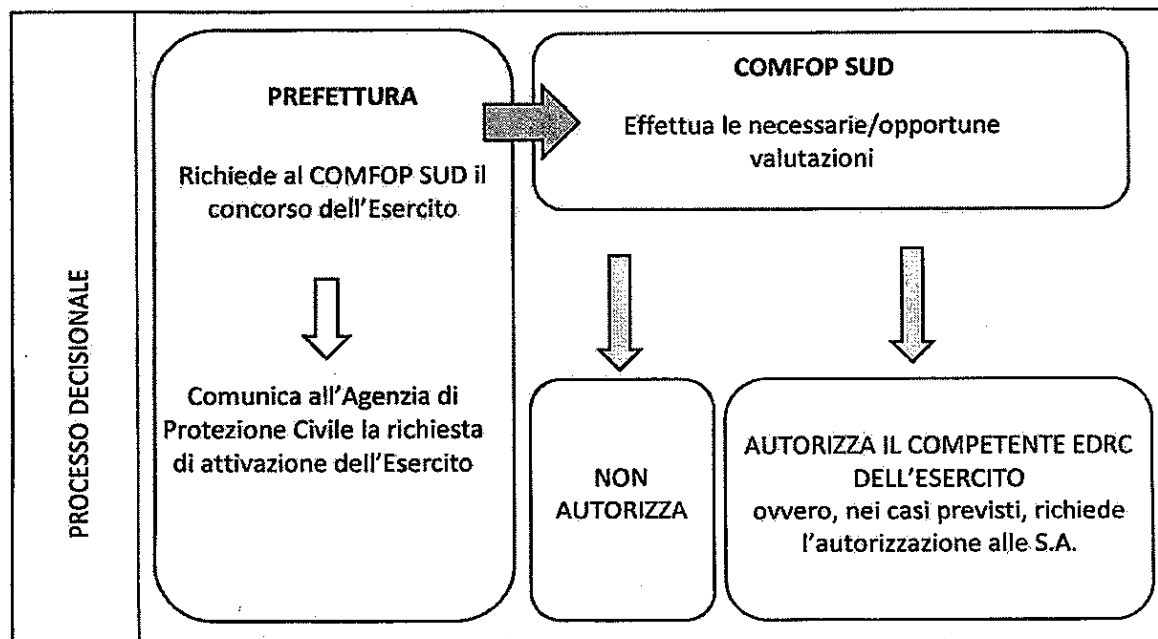 PROCESSO DECISIONALE
PREFETTURA
Richiede al COMFOP SUD il
concorso dell'Esercito
Comunica all'Agenzia di
Protezione Civile la richiesta
di attivazione dell'Esercito
COMFOP SUD
Effettua le necessarie/opportune
valutazioni
NON
AUTORIZZA
AUTORIZZA IL COMPETENTE EDRC
DELL'ESERCITO
ovvero, nei casi previsti, richiede
l'autorizzazione alle S.A.